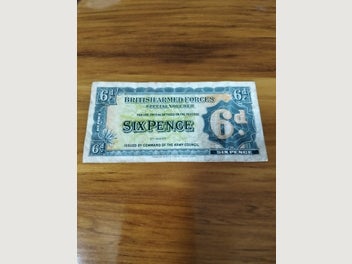 6d 6d
BRITISH ARMED FORCES
SPECIAL VOUCHER
SIXPENCE 6d
ISSUED BY COMMAND OF THE ARMY COUNCIL
6d SIX PENCE